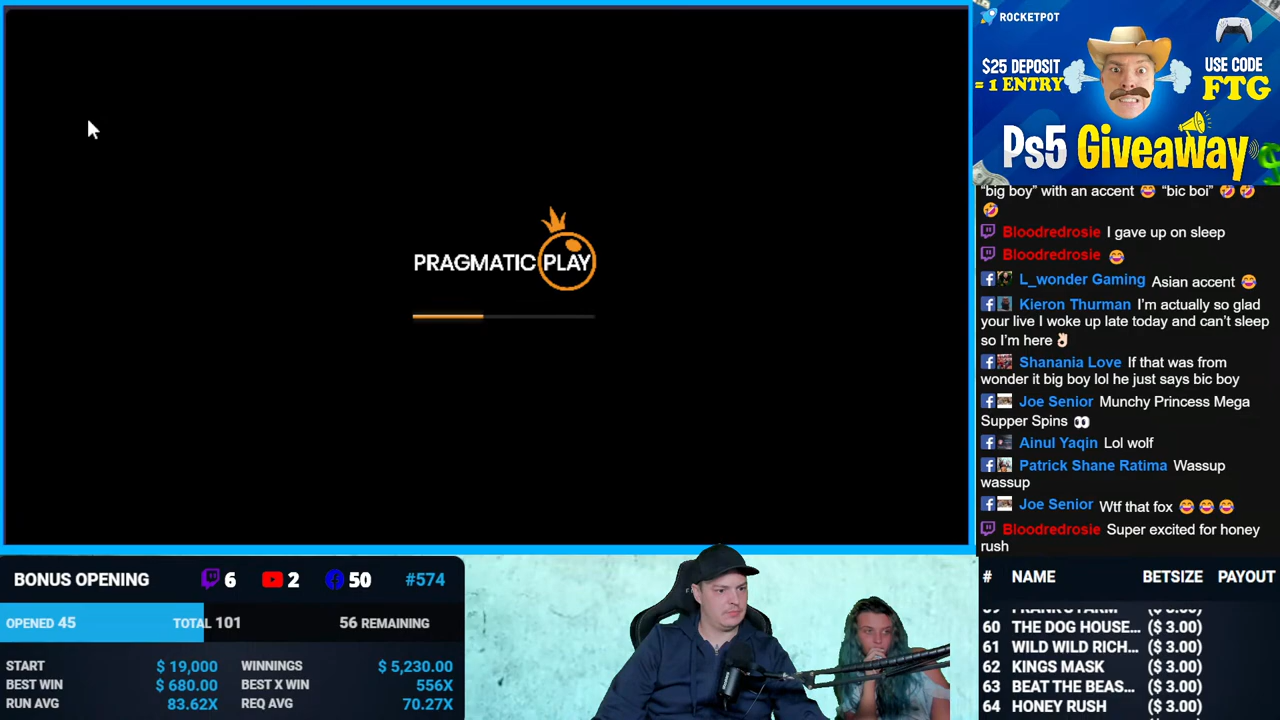 PRAGMATIC PLAY
ROCKETPOT
$25 DEPOSIT
= 1 ENTRY
USE CODE
FTG
Ps5 Giveaway
"big boy" with an accent 😂 "bic boi" 🤣 🤣
🤣
Bloodredrosie I gave up on sleep
Bloodredrosie 😂
L_wonder Gaming Asian accent 😂
Kieron Thurman I'm actually so glad
your live I woke up late today and can't sleep
so I'm here 👌🏻
Shanania Love If that was from
wonder it big boy lol he just says bic boy
Joe Senior Munchy Princess Mega
Supper Spins 👀
Ainul Yaqin Lol wolf
Patrick Shane Ratima Wassup
wassup
Joe Senior Wtf that fox 😂 😂 😂
Bloodredrosie Super excited for honey
rush
BONUS OPENING 6 2 50 #574
OPENED 45 TOTAL 101 56 REMAINING
START $ 19,000 WINNINGS $ 5,230.00
BEST WIN $ 680.00 BEST X WIN 556X
RUN AVG 83.62X REQ AVG 70.27X
# NAME BETSIZE PAYOUT
60 THE DOG HOUSE... ($ 3.00)
61 WILD WILD RICH... ($ 3.00)
62 KINGS MASK ($ 3.00)
63 BEAT THE BEAS... ($ 3.00)
64 HONEY RUSH ($ 3.00)